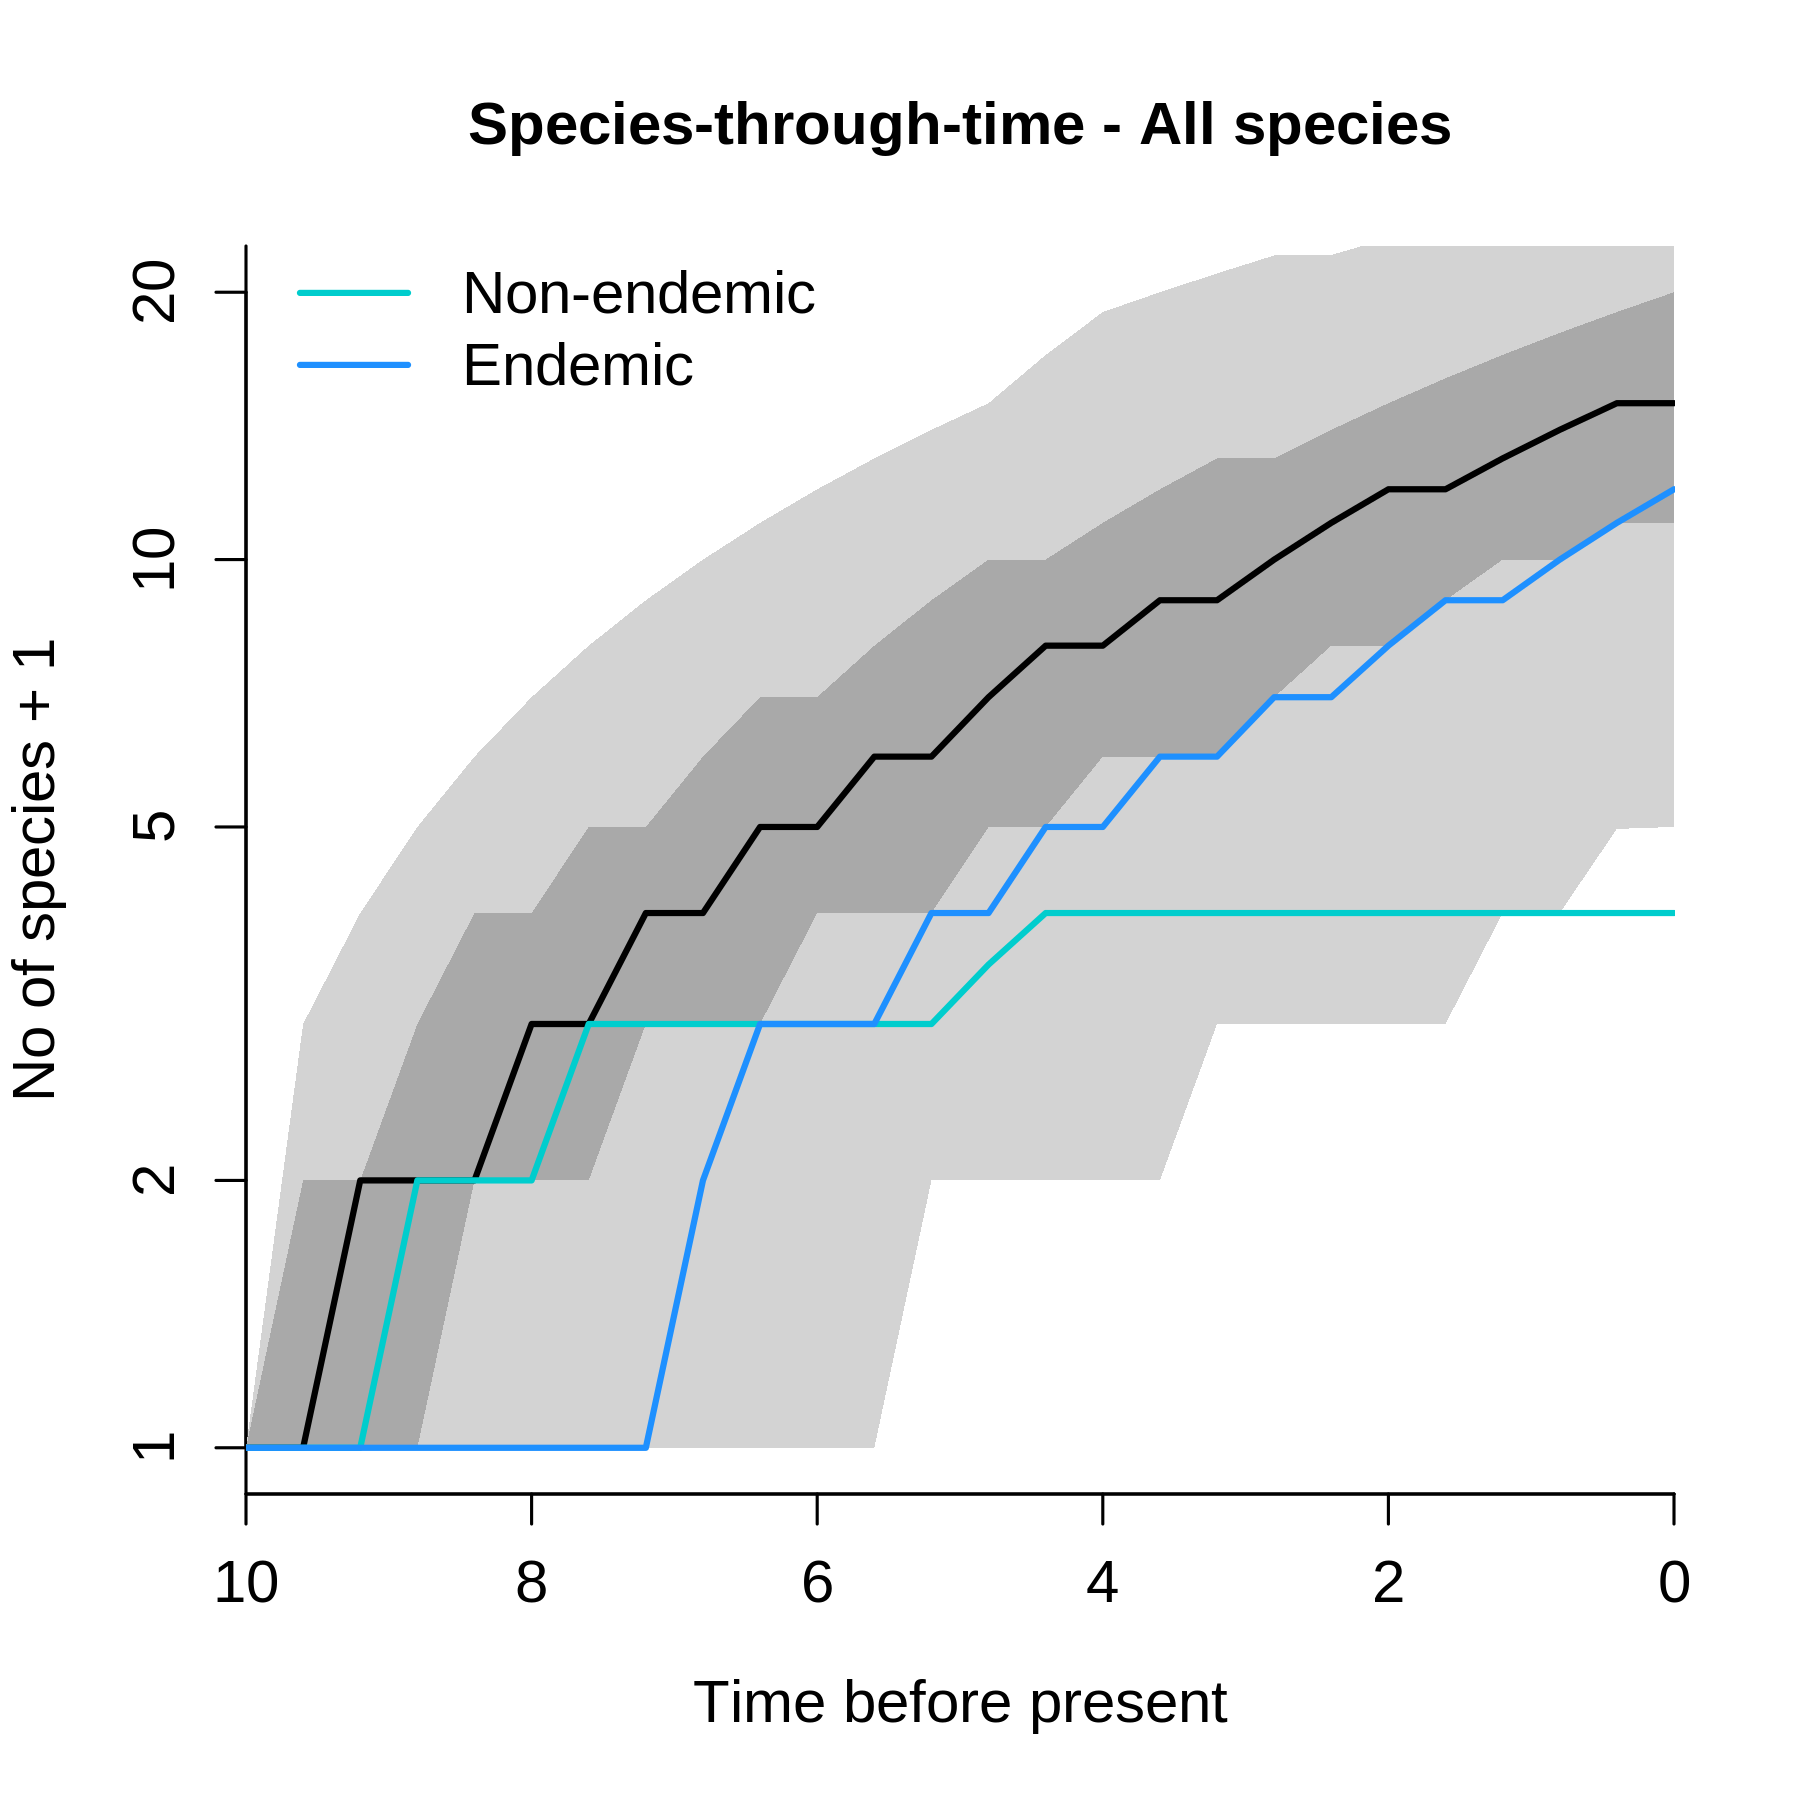 Species-through-time - All species
Non-endemic
Endemic
No of species + 1
20
10
5
2
1
10 8 6 4 2 0
Time before present